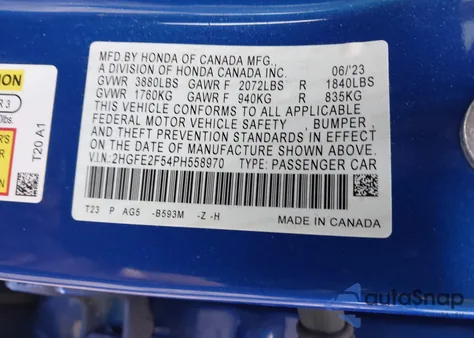 MFD.BY HONDA OF CANADA MFG., 06/'23
A DIVISION OF HONDA CANADA INC.
GVWR 3880LBS GAWR F 2072LBS R 1840LBS
GVWR 1760KG GAWR F 940KG R 835KG
THIS VEHICLE CONFORMS TO ALL APPLICABLE
FEDERAL MOTOR VEHICLE SAFETY , BUMPER,
AND THEFT PREVENTION STANDARDS IN EFFECT
ON THE DATE OF MANUFACTURE SHOWN ABOVE.
V.I.N:2HGFE2F54PH558970 TYPE: PASSENGER CAR
T23 P AG5 -B593M -Z -H
MADE IN CANADA
T20 A1
autoSnap